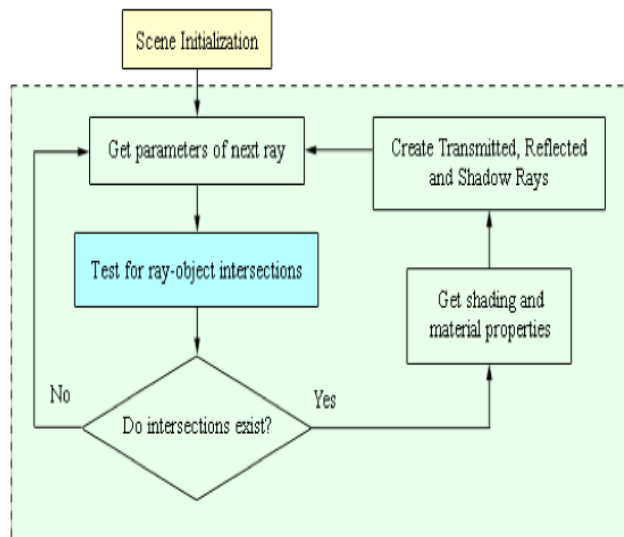 Scene Initialization
Get parameters of next ray
Create Transmitted, Reflected
and Shadow Rays
Test for ray-object intersections
Get shading and
material properties
No
Yes
Do intersections exist?